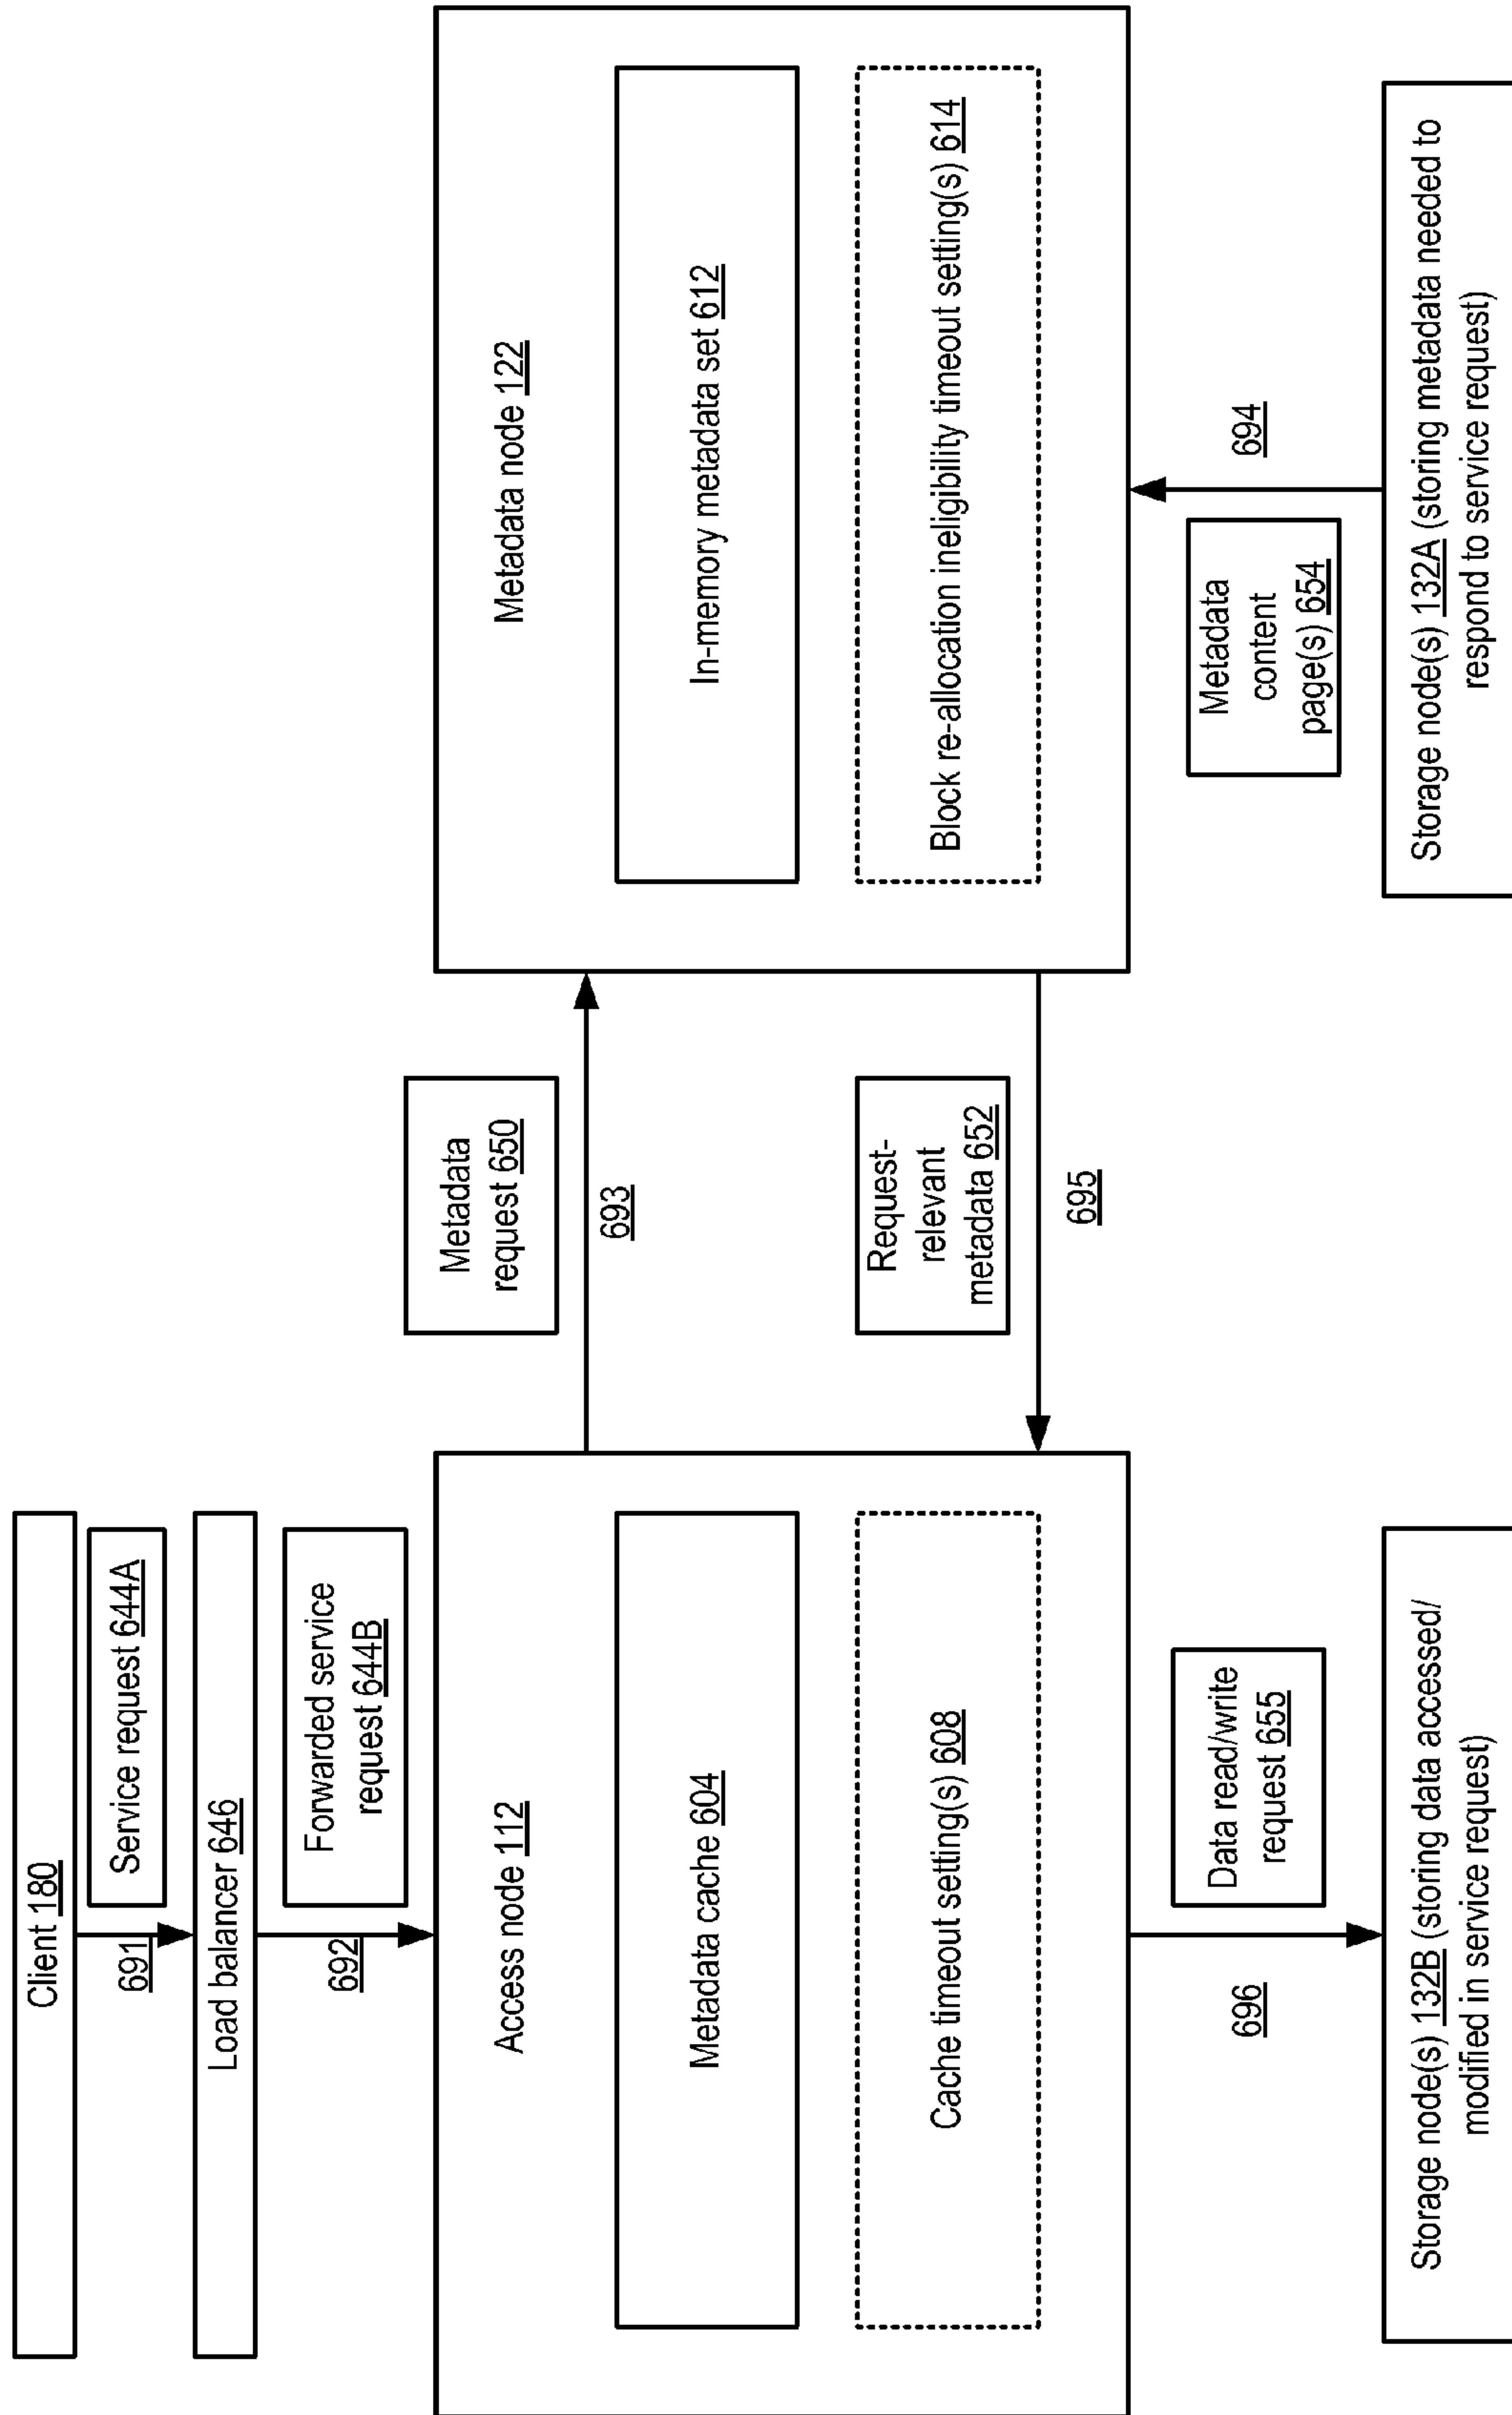 Client 180
Service request 644A
691
Load balancer 646
Forwarded service
request 644B
692
Access node 112
Metadata cache 604
Cache timeout setting(s) 608
Metadata
request 650
693
Request-
relevant
metadata 652
695
Metadata node 122
In-memory metadata set 612
Block re-allocation ineligibility timeout setting(s) 614
Metadata
content
page(s) 654
694
Storage node(s) 132A (storing metadata needed to
respond to service request)
Data read/write
request 655
696
Storage node(s) 132B (storing data accessed/
modified in service request)